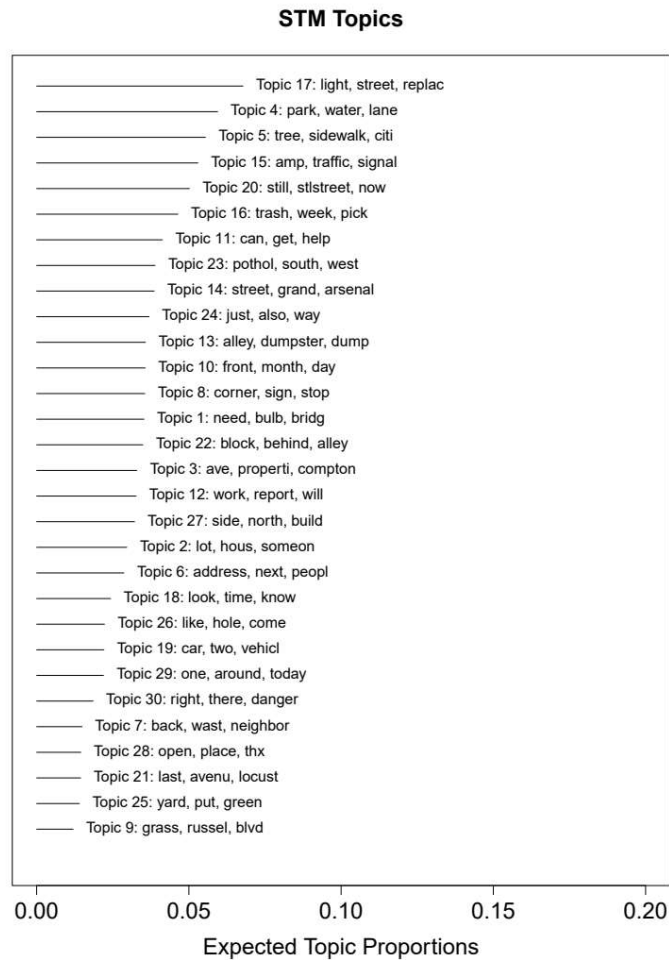 STM Topics
Topic 17: light, street, replac
Topic 4: park, water, lane
Topic 5: tree, sidewalk, citi
Topic 15: amp, traffic, signal
Topic 20: still, stlstreet, now
Topic 16: trash, week, pick
Topic 11: can, get, help
Topic 23: pothol, south, west
Topic 14: street, grand, arsenal
Topic 24: just, also, way
Topic 13: alley, dumpster, dump
Topic 10: front, month, day
Topic 8: corner, sign, stop
Topic 1: need, bulb, bridg
Topic 22: block, behind, alley
Topic 3: ave, properti, compton
Topic 12: work, report, will
Topic 27: side, north, build
Topic 2: lot, hous, someon
Topic 6: address, next, peopl
Topic 18: look, time, know
Topic 26: like, hole, come
Topic 19: car, two, vehicl
Topic 29: one, around, today
Topic 30: right, there, danger
Topic 7: back, wast, neighbor
Topic 28: open, place, thx
Topic 21: last, avenu, locust
Topic 25: yard, put, green
Topic 9: grass, russel, blvd
0.00 0.05 0.10 0.15 0.20
Expected Topic Proportions